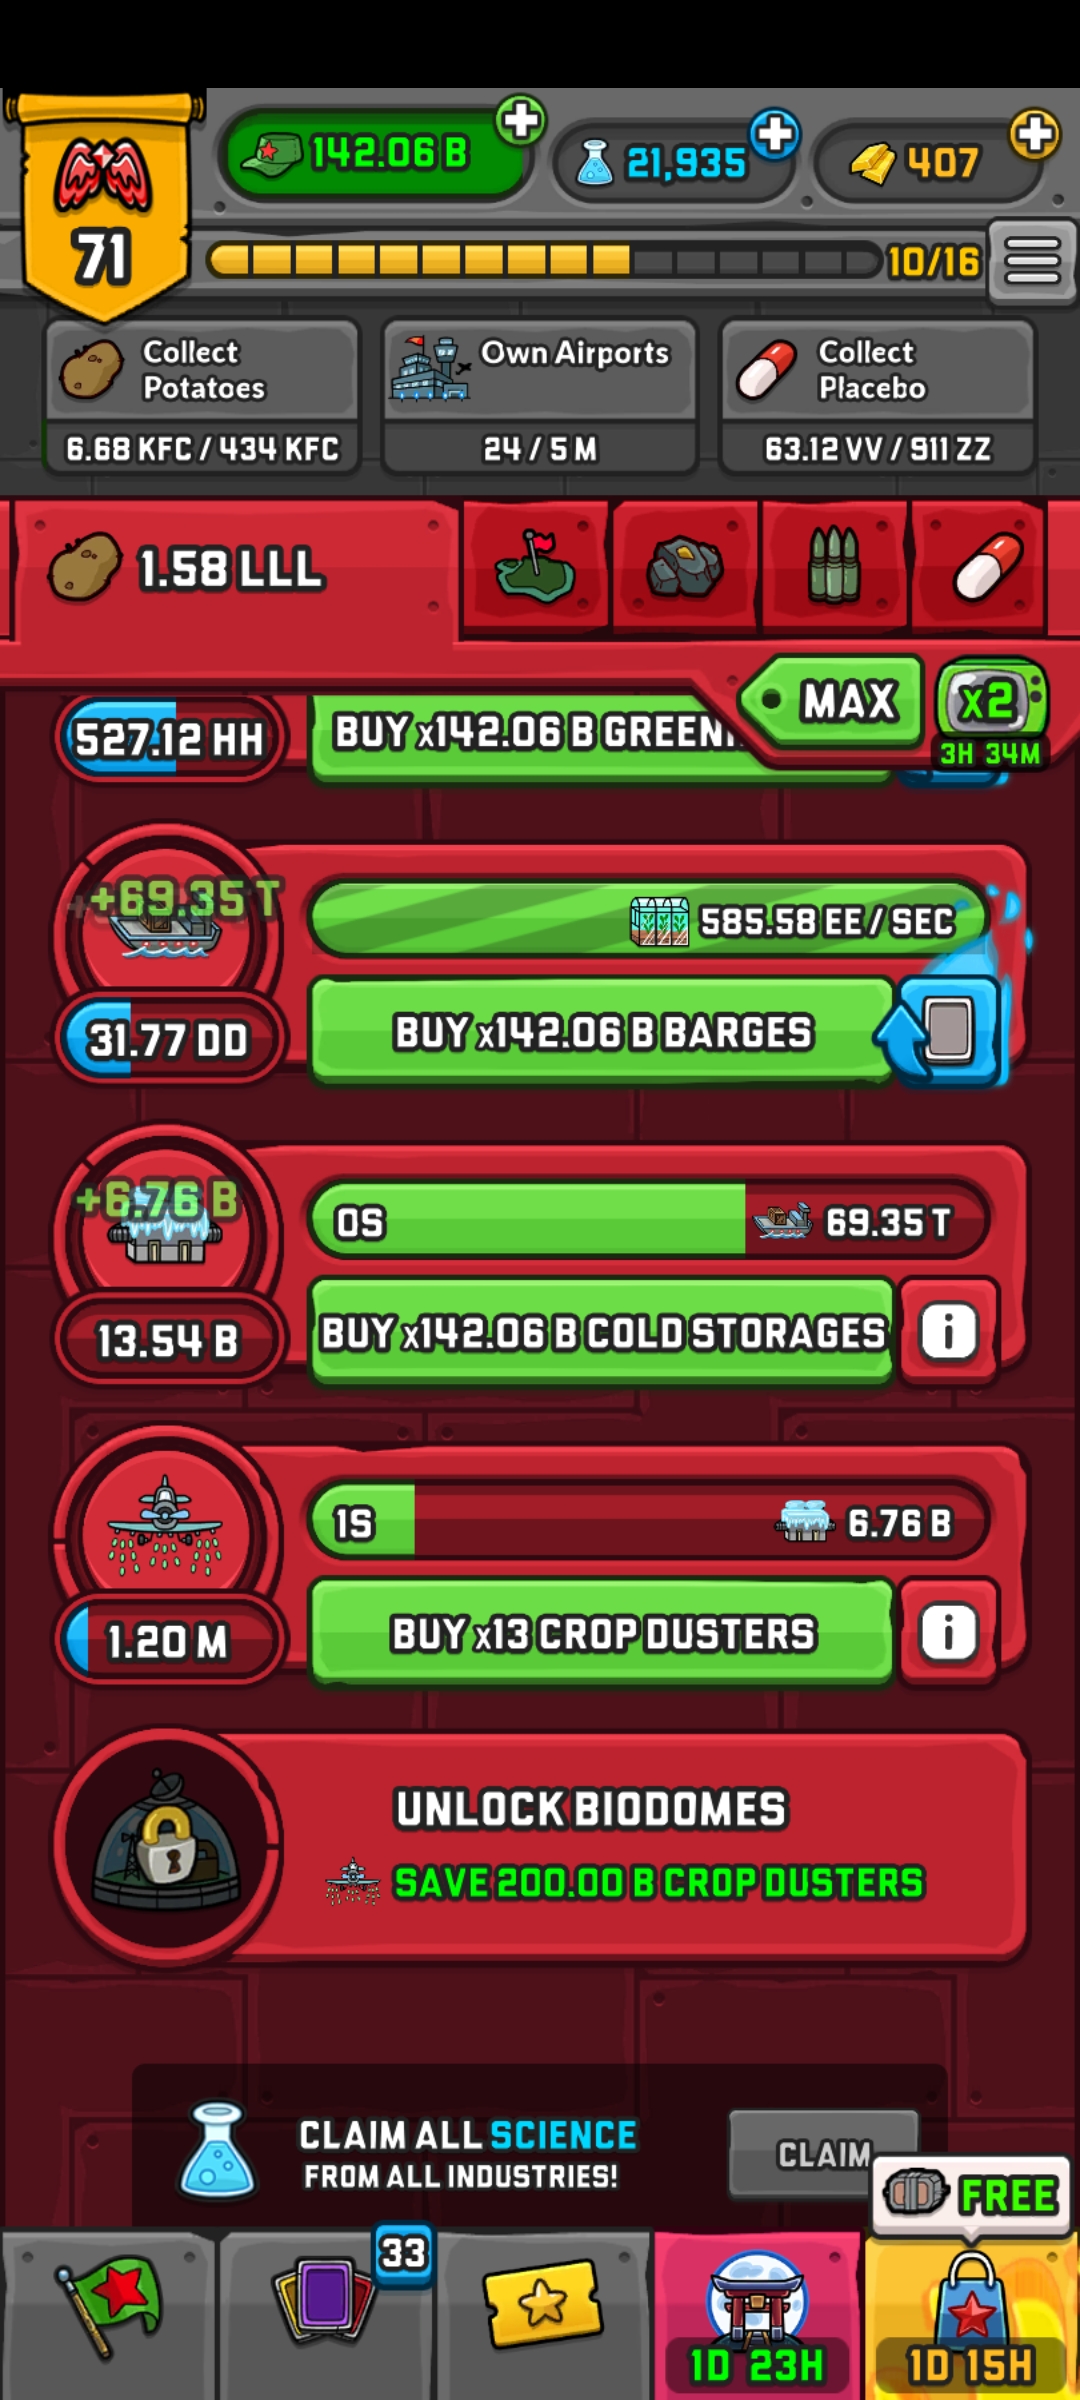 71
142.06 B
21,935
407
10/16
Collect
Potatoes
6.68 KFC / 434 KFC
Own Airports
24 / 5 M
Collect
Placebo
63.12 VV / 911 ZZ
1.58 LLL
MAX
x2
3H 34M
527.12 HH
BUY x142.06 B GREEN
+69.35 T
585.58 EE / SEC
31.77 DD
BUY x142.06 B BARGES
+6.76 B
0S
69.35 T
13.54 B
BUY x142.06 B COLD STORAGES
i
1S
6.76 B
1.20 M
BUY x13 CROP DUSTERS
i
UNLOCK BIODOMES
SAVE 200.00 B CROP DUSTERS
CLAIM ALL SCIENCE
FROM ALL INDUSTRIES!
CLAIM
FREE
33
1D 23H
1D 15H